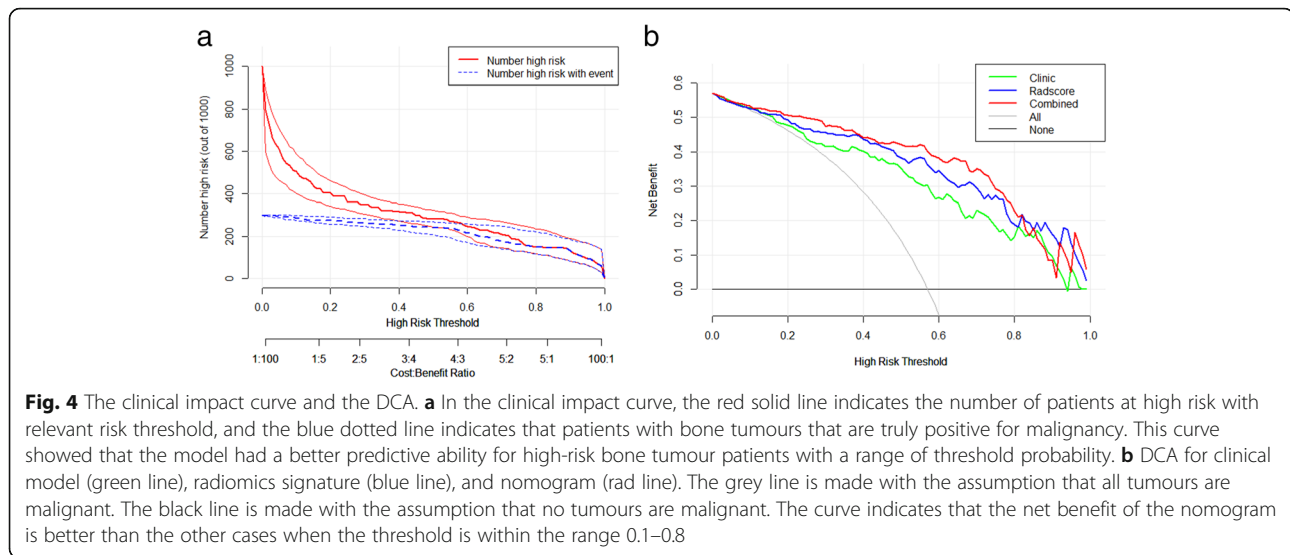 a
Number high risk
Number high risk with event
Number high risk (out of 1000)
1000
800
600
400
200
0
0.0 0.2 0.4 0.6 0.8 1.0
High Risk Threshold
1:100 1:5 2:5 3:4 4:3 5:2 5:1 100:1
Cost:Benefit Ratio
b
Clinic
Radscore
Combined
All
None
Net Benefit
0.6
0.5
0.4
0.3
0.2
0.1
0.0
0.0 0.2 0.4 0.6 0.8 1.0
High Risk Threshold
Fig. 4 The clinical impact curve and the DCA. a In the clinical impact curve, the red solid line indicates the number of patients at high risk with
relevant risk threshold, and the blue dotted line indicates that patients with bone tumours that are truly positive for malignancy. This curve
showed that the model had a better predictive ability for high-risk bone tumour patients with a range of threshold probability. b DCA for clinical
model (green line), radiomics signature (blue line), and nomogram (rad line). The grey line is made with the assumption that all tumours are
malignant. The black line is made with the assumption that no tumours are malignant. The curve indicates that the net benefit of the nomogram
is better than the other cases when the threshold is within the range 0.1–0.8